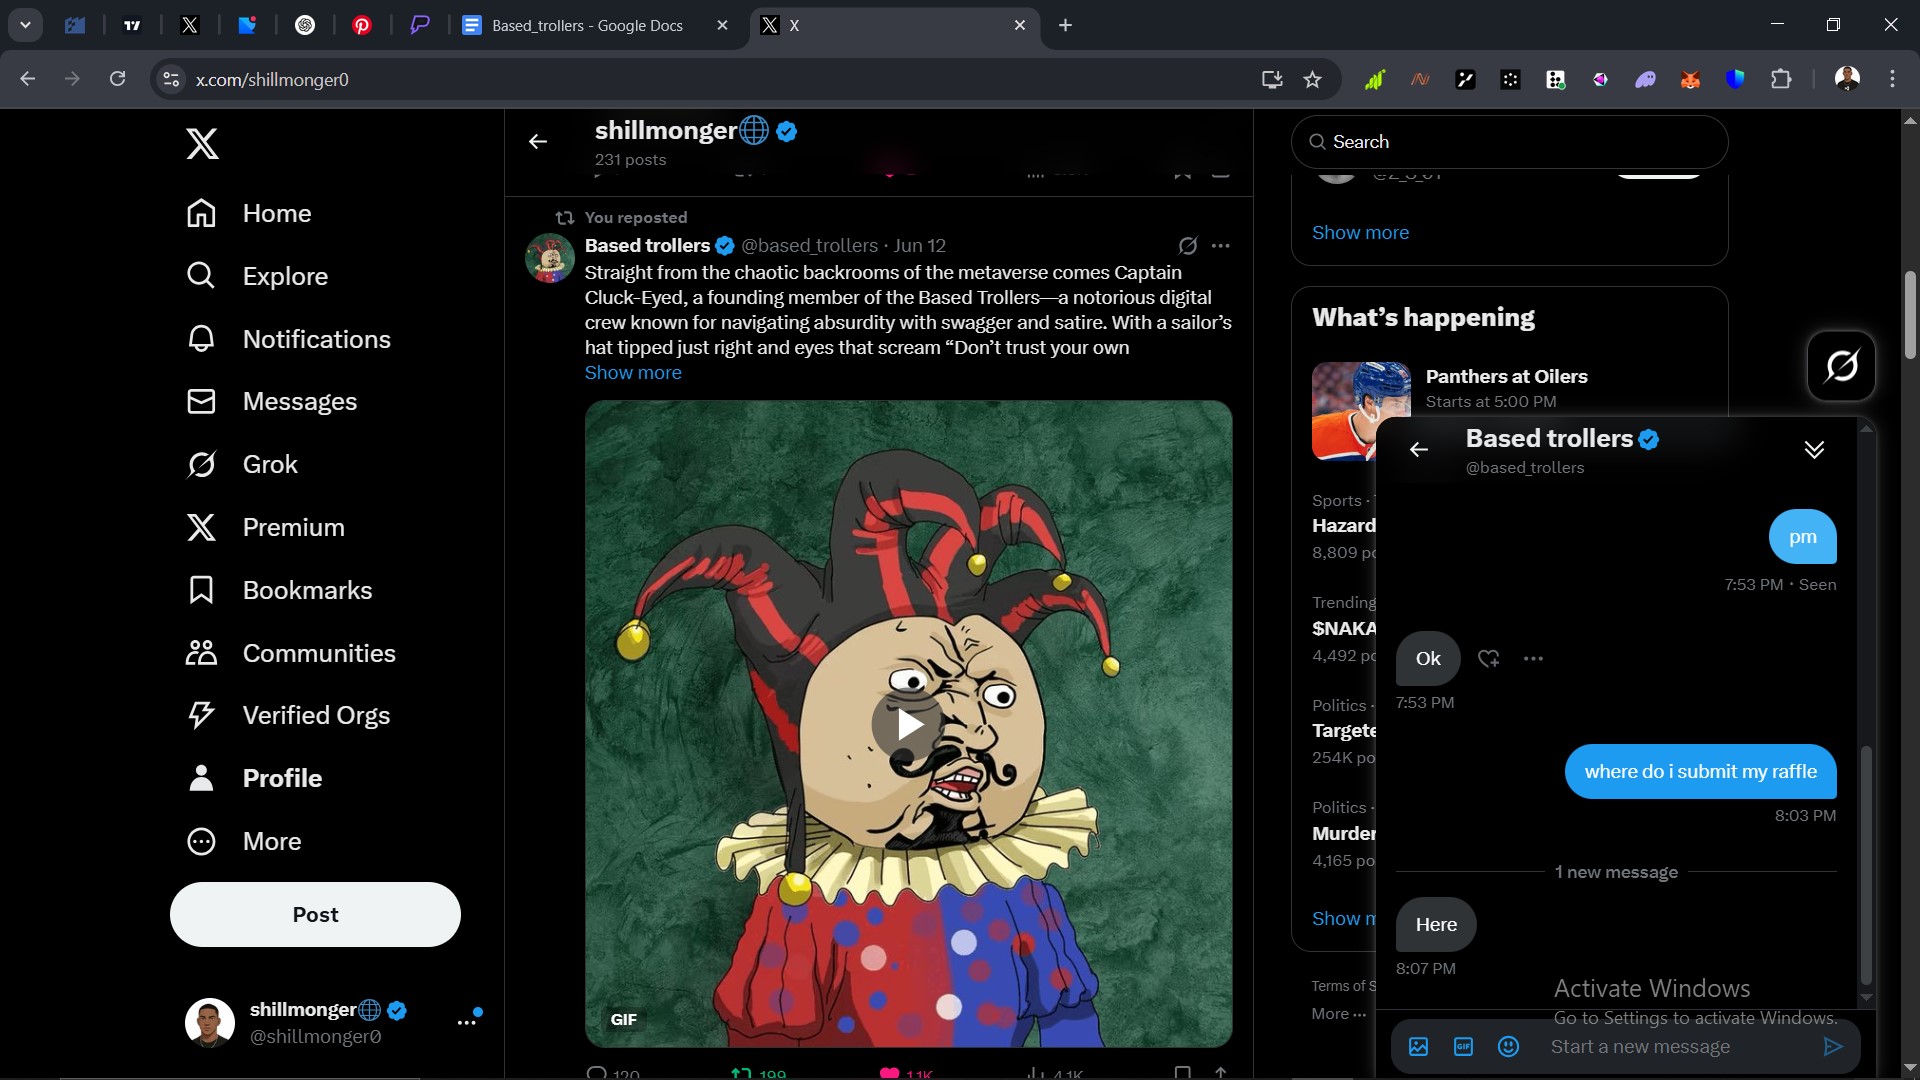 Based_trollers - Google Docs
X
x.com/shillmonger0
Home
Explore
Notifications
Messages
Grok
Premium
Bookmarks
Communities
Verified Orgs
Profile
More
Post
shillmonger
@shillmonger0
shillmonger
231 posts
You reposted
Based trollers @based_trollers · Jun 12
Straight from the chaotic backrooms of the metaverse comes Captain
Cluck-Eyed, a founding member of the Based Trollers—a notorious digital
crew known for navigating absurdity with swagger and satire. With a sailor’s
hat tipped just right and eyes that scream “Don’t trust your own
Show more
GIF
120
199
1.1K
4.1K
Search
Show more
What’s happening
Panthers at Oilers
Starts at 5:00 PM
Sports ·
Hazard
8,809 po
Trending
$NAKA
4,492 po
Politics ·
Targete
254K po
Politics ·
Murder
4,165 po
Show m
Terms of S
More ···
Based trollers
@based_trollers
pm
7:53 PM · Seen
Ok
7:53 PM
where do i submit my raffle
8:03 PM
1 new message
Here
8:07 PM
Activate Windows
Go to Settings to activate Windows.
GIF
Start a new message